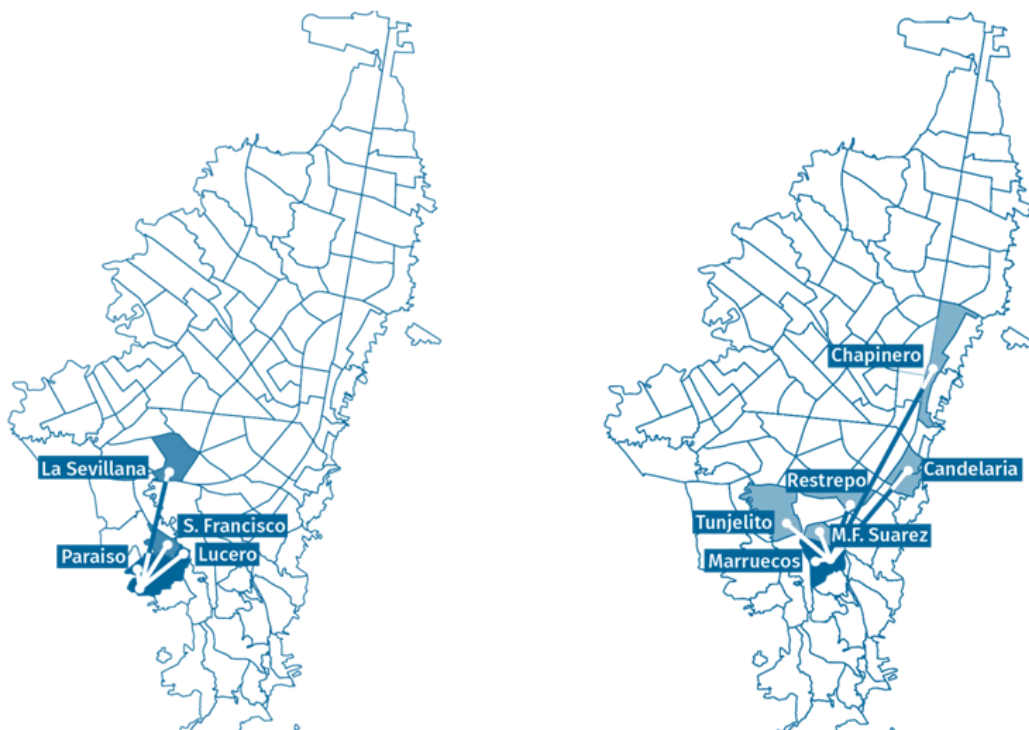 La Sevillana
S. Francisco
Paraiso
Lucero
Chapinero
Candelaria
Restrepo
Tunjelito
M.F. Suarez
Marruecos